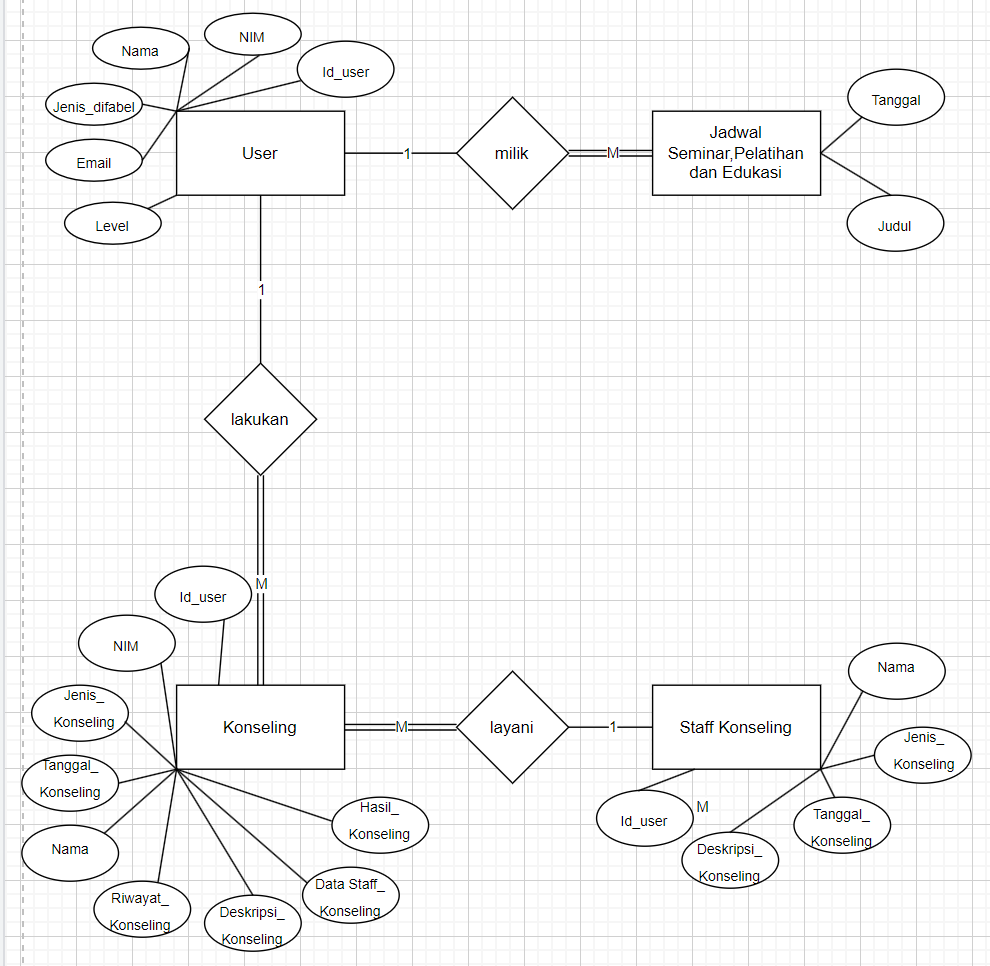 Nama
NIM
Id_user
Jenis_difabel
Email
Level
User
1
milik
M
Jadwal
Seminar,Pelatihan
dan Edukasi
Tanggal
Judul
1
lakukan
M
Id_user
NIM
Jenis_
Konseling
Tanggal_
Konseling
Nama
Riwayat_
Konseling
Deskripsi_
Konseling
Data Staff_
Konseling
Hasil_
Konseling
Konseling
M
layani
1
Staff Konseling
Nama
Jenis_
Konseling
Tanggal_
Konseling
Deskripsi_
Konseling
Id_user
M